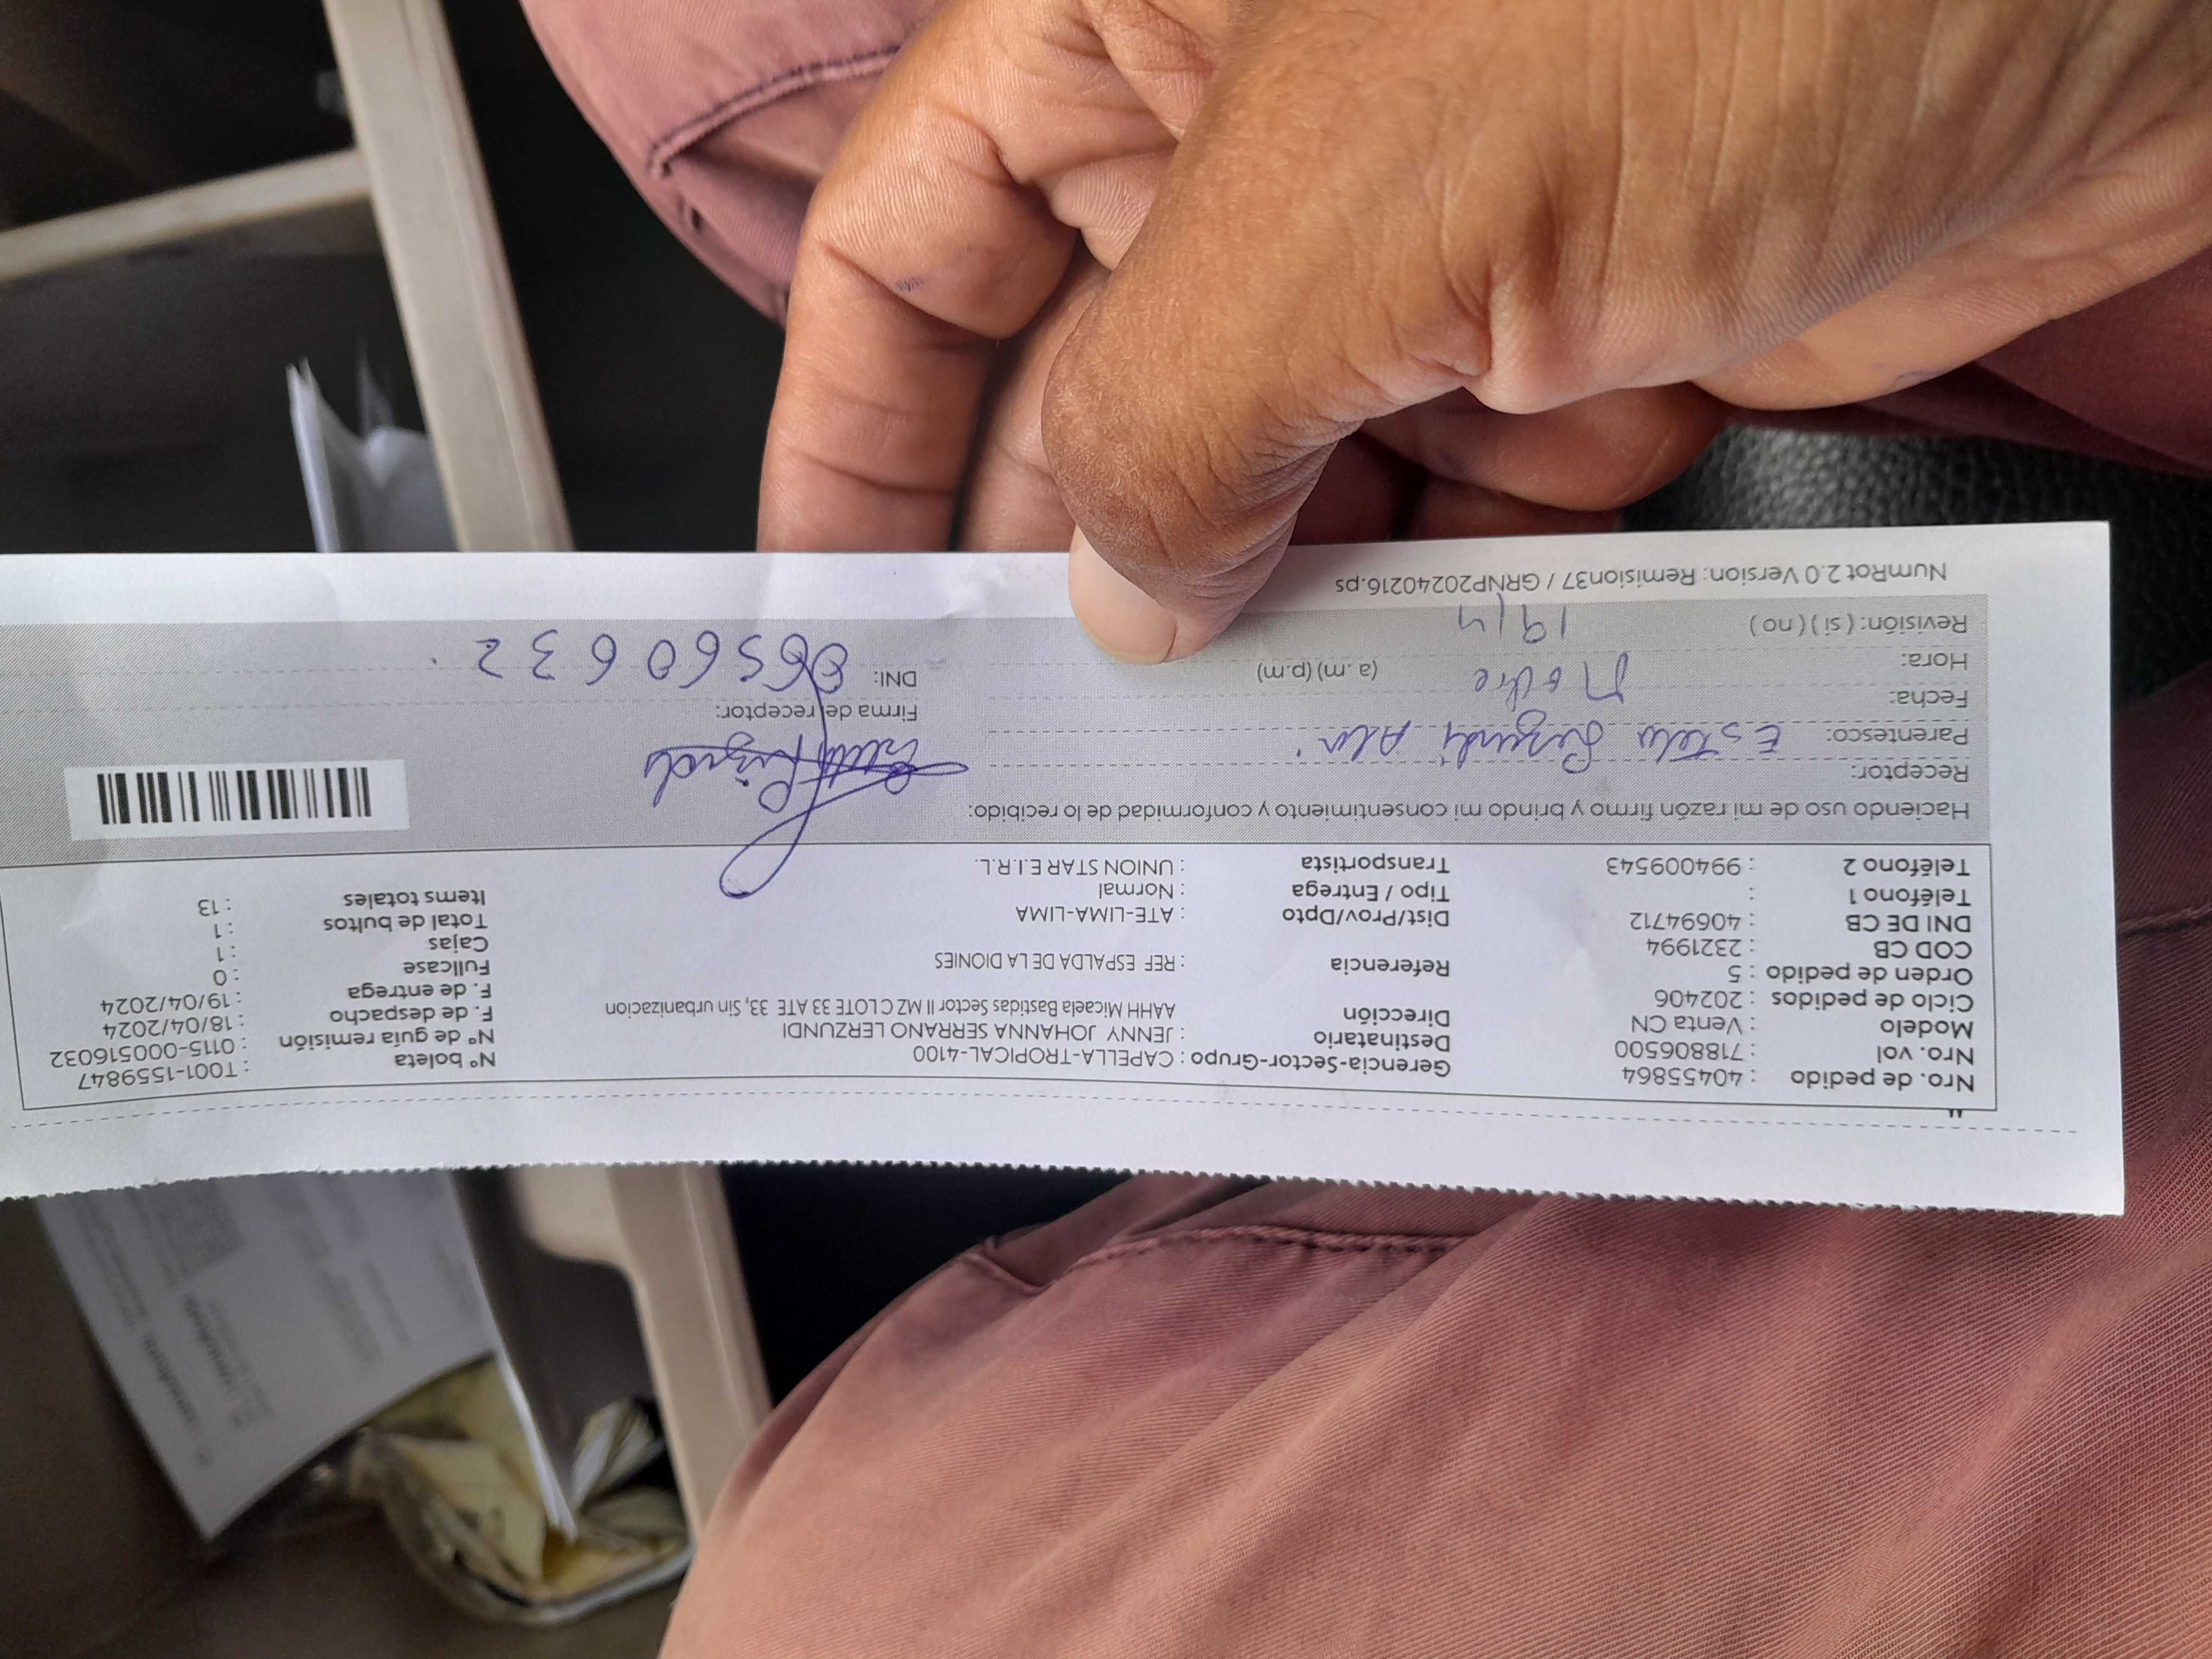 Nro. de pedido : 40455864 Gerencia-Sector-Grupo : CAPELLA-TROPICAL-4100 N° boleta : T001-1559847
Nro. vol : 718806500 Destinatario : JENNY JOHANNA SERRANO LERZUNDI N° de guía remisión : 0115-000516032
Modelo : Venta CN Dirección AAHH Micaela Bastidas Sector II MZ C LOTE 33 ATE 33, Sin urbanizacion F. de despacho : 18/04/2024
Ciclo de pedidos : 202406 F. de entrega : 19/04/2024
Orden de pedido : 5 Referencia : REF ESPALDA DE LA DIONIES Fullcase : 0
COD CB : 2321994 Cajas : 1
DNI DE CB : 40694712 Dist/Prov/Dpto : ATE-LIMA-LIMA Total de bultos : 1
Teléfono 1 : Tipo / Entrega : Normal Items totales : 13
Teléfono 2 : 994009543 Transportista : UNION STAR E.I.R.L.
Haciendo uso de mi razón firmo y brindo mi consentimiento y conformidad de lo recibido:
Receptor:
Parentesco: Estela
Firma de receptor:
Fecha: Madre
DNI: 06560632
Hora: (a.m) (p.m)
Revisión: ( si ) ( no ) 19/4
NumRot 2.0 Version: Remision37 / GRNP20240216.ps